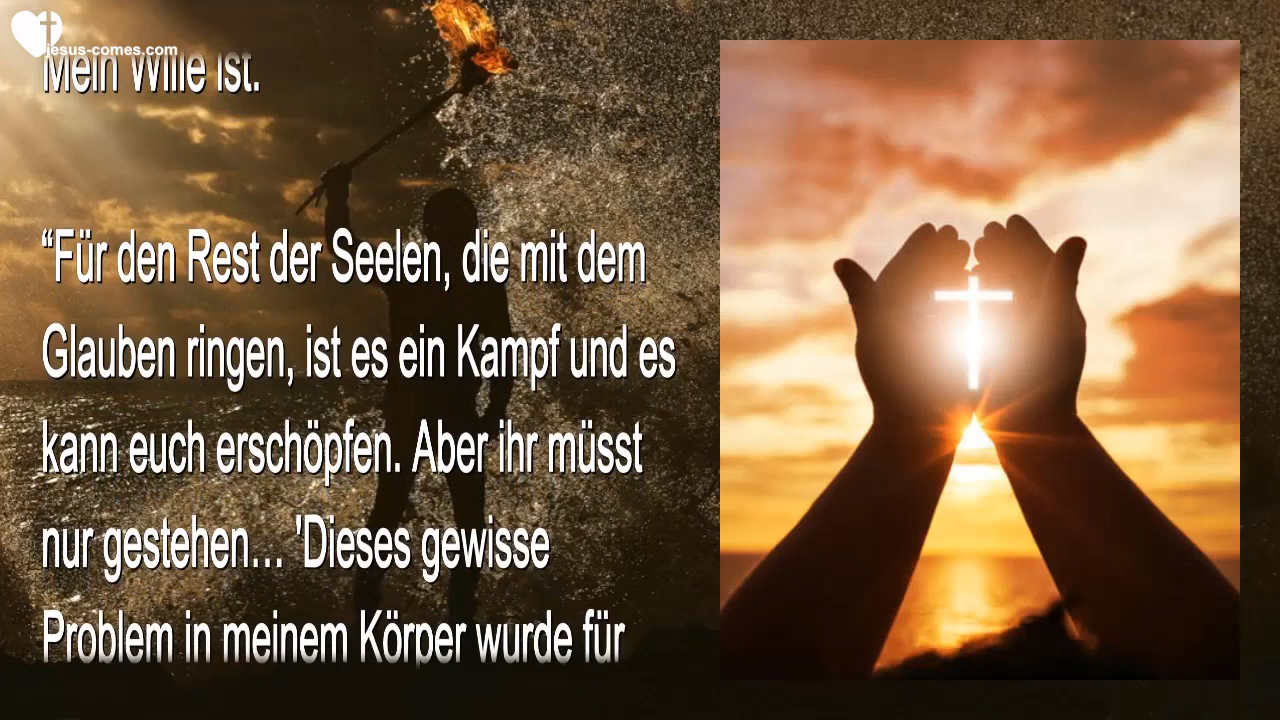 jesus-comes.com
Mein Wille ist.
“Für den Rest der Seelen, die mit dem
Glauben ringen, ist es ein Kampf und es
kann euch erschöpfen. Aber ihr müsst
nur gestehen… 'Dieses gewisse
Problem in meinem Körper wurde für